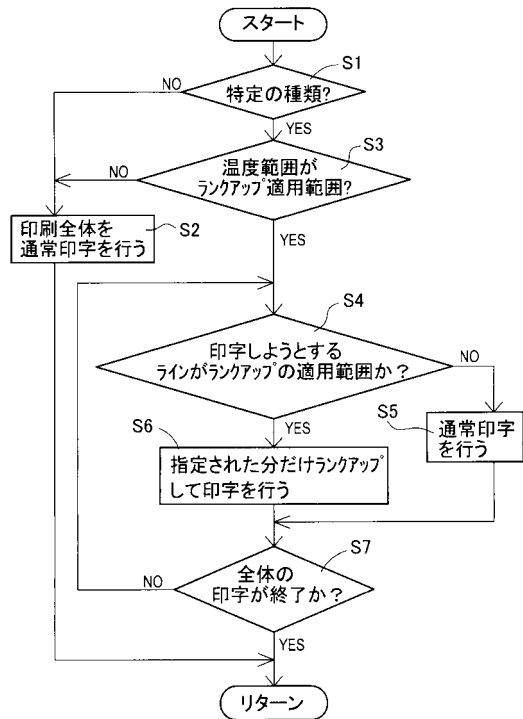 スタート
S1
特定の種類?
NO
YES
S3
温度範囲が
ランクアップ適用範囲?
NO
YES
S2
印刷全体を
通常印字を行う
S4
印字しようとする
ラインがランクアップの適用範囲か？
NO
YES
S5
通常印字
を行う
S6
指定された分だけランクアップ
して印字を行う
S7
全体の
印字が終了か？
NO
YES
リターン